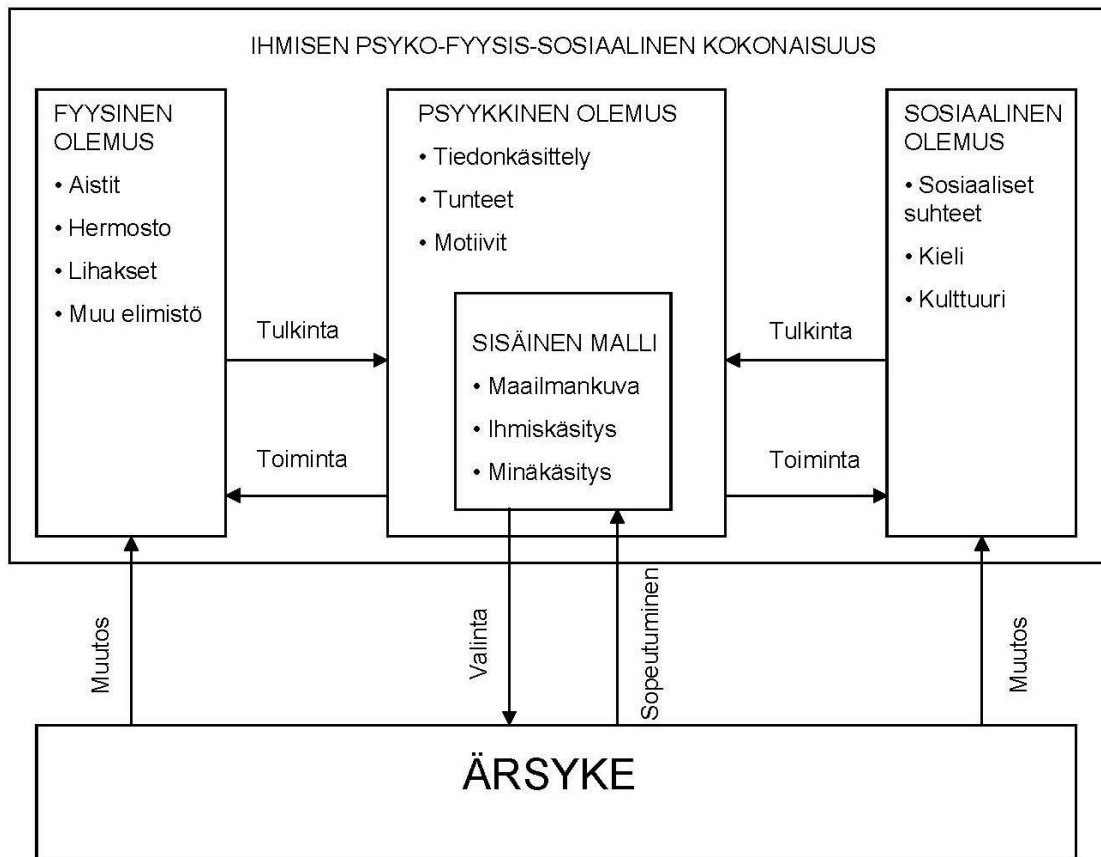 IHMISEN PSYKO-FYYSIS-SOSIAALINEN KOKONAISUUS
FYYSINEN
OLEMUS
• Aistit
• Hermosto
• Lihakset
• Muu elimistö
Tulkinta
Toiminta
PSYYKKINEN OLEMUS
• Tiedonkäsittely
• Tunteet
• Motiivit
SISÄINEN MALLI
• Maailmankuva
• Ihmiskäsitys
• Minäkäsitys
Tulkinta
Toiminta
SOSIAALINEN
OLEMUS
• Sosiaaliset
suhteet
• Kieli
• Kulttuuri
Muutos
Valinta
Sopeutuminen
Muutos
ÄRSYKE